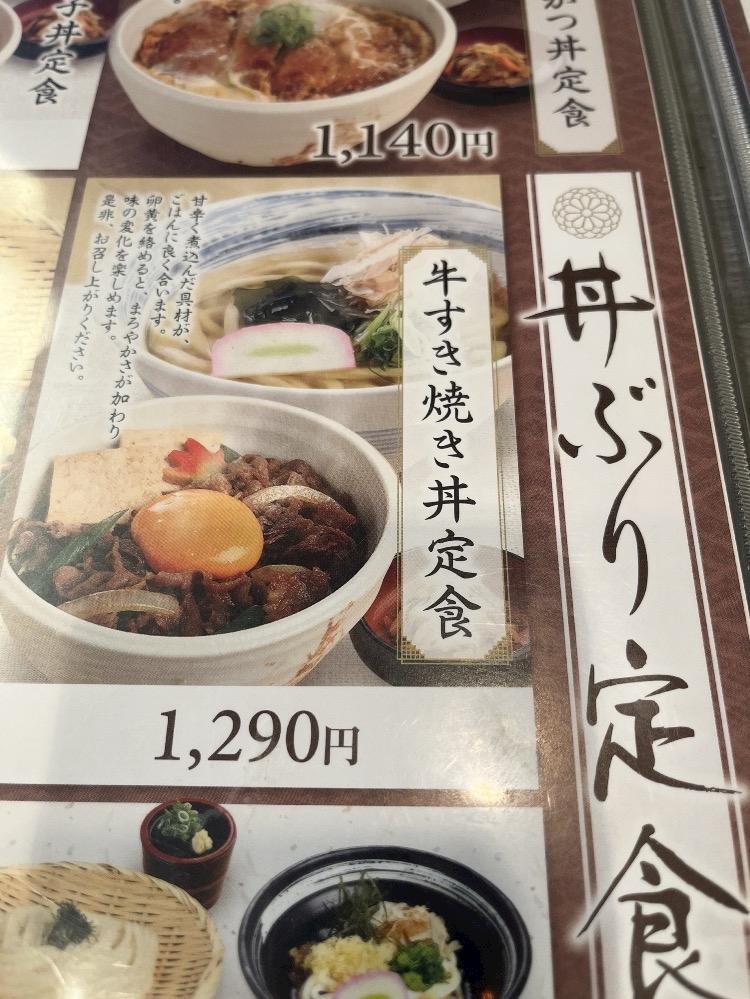 丼ぶり定食
かつ丼定食
1,140円
子丼定食
牛すき焼き丼定食
甘辛く煮込んだ具材が、
ごはんに良く合います。
卵黄を絡めると、まろやかさが加わり
味の変化を楽しめます。
是非、お召し上がりください。
1,290円